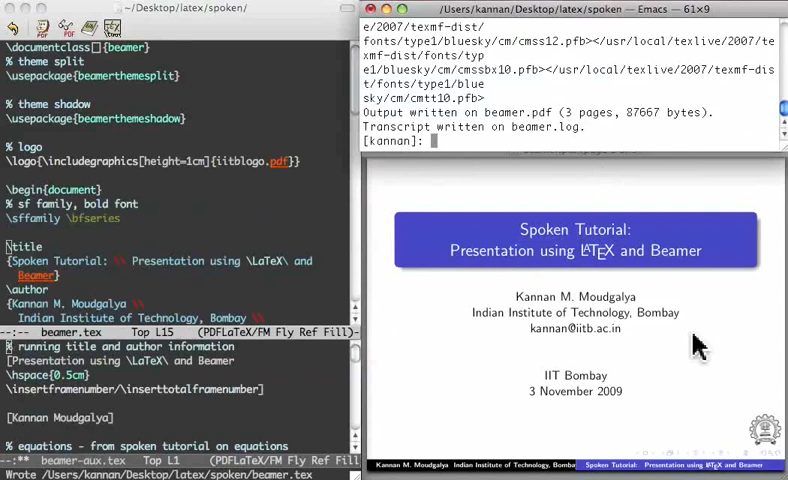 ~/Desktop/latex/spoken/
\documentclass[]{beamer}
% theme split
\usepackage{beamerthemesplit}
% theme shadow
\usepackage{beamerthemeshadow}
% logo
\logo{\includegraphics[height=1cm]{iitblogo.pdf}}
\begin{document}
% sf family, bold font
\sffamily \bfseries
\title
{Spoken Tutorial: \\ Presentation using \LaTeX\ and
Beamer}
\author
{Kannan M. Moudgalya \\
Indian Institute of Technology, Bombay \\
--:-- beamer.tex Top L15 (PDFLaTeX/FM Fly Ref Fill)-
% running title and author information
[Presentation using \LaTeX\ and Beamer
\hspace{0.5cm}
\insertframenumber/\inserttotalframenumber]
[Kannan Moudgalya]
% equations - from spoken tutorial on equations
--:** beamer-aux.tex Top L1 (PDFLaTeX/FM Fly Ref Fill
Wrote /Users/kannan/Desktop/latex/spoken/beamer.tex
/Users/kannan/Desktop/latex/spoken — Emacs — 61×9
e/2007/texmf-dist/
fonts/type1/bluesky/cm/cmss12.pfb></usr/local/texlive/2007/te
xmf-dist/fonts/typ
e1/bluesky/cm/cmssbx10.pfb></usr/local/texlive/2007/texmf-dis
t/fonts/type1/blue
sky/cm/cmtt10.pfb>
Output written on beamer.pdf (3 pages, 87667 bytes).
Transcript written on beamer.log.
[kannan]:
Spoken Tutorial:
Presentation using LATEX and Beamer
Kannan M. Moudgalya
Indian Institute of Technology, Bombay
kannan@iitb.ac.in
IIT Bombay
3 November 2009
Kannan M. Moudgalya Indian Institute of Technology, Bomba Spoken Tutorial: Presentation using LATEX and Beamer